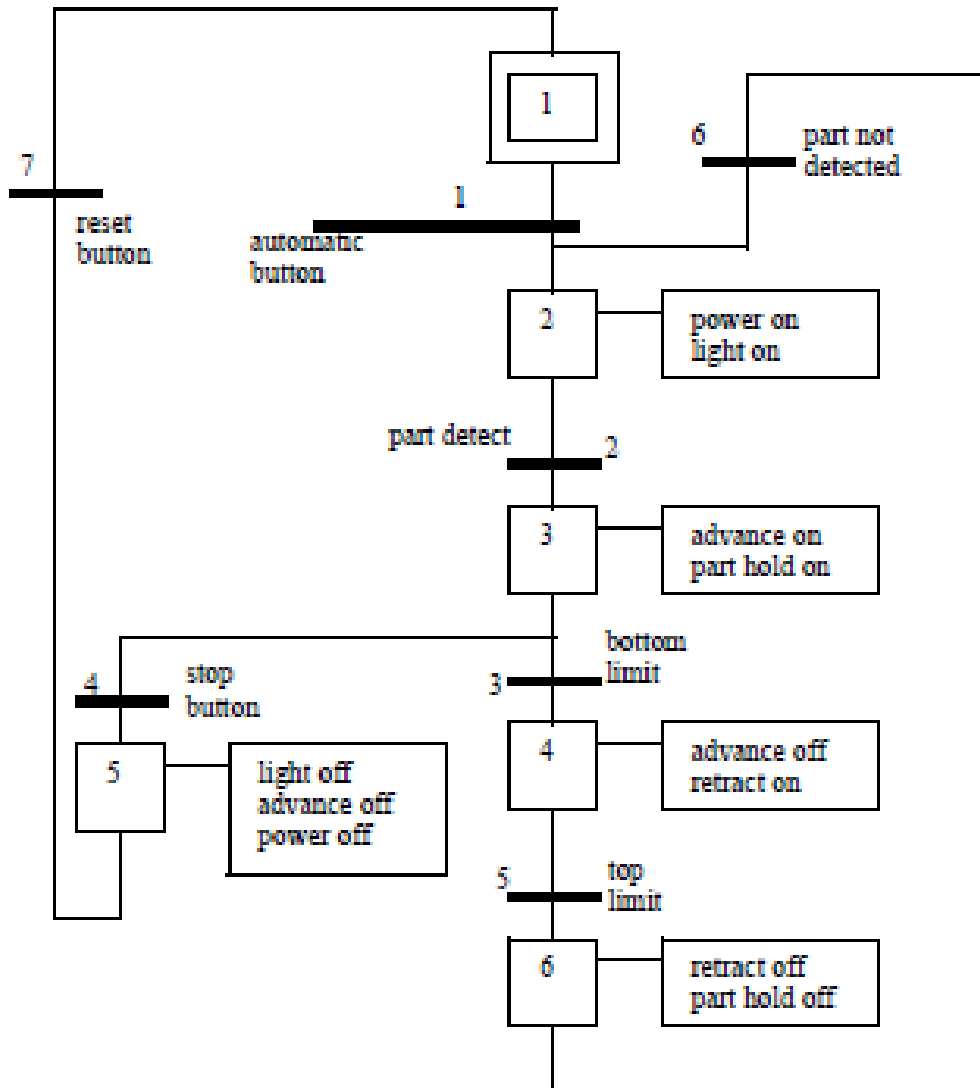 1
6
part not
detected
7
reset
button
1
automatic
button
2
power on
light on
part detect
2
3
advance on
part hold on
bottom
limit
3
4
stop
button
4
advance off
retract on
5
light off
advance off
power off
5
top
limit
6
retract off
part hold off